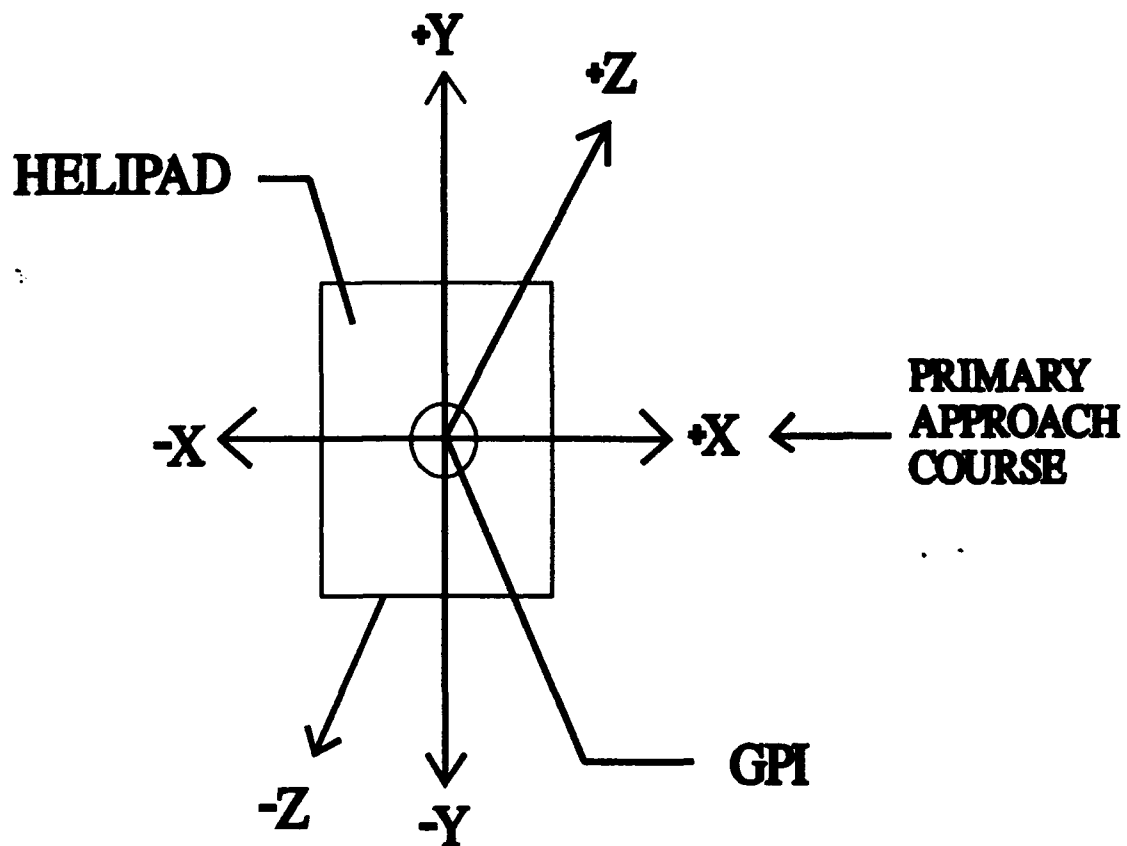 +Y
+Z
HELIPAD
-X
+X
PRIMARY
APPROACH
COURSE
GPI
-Z
-Y